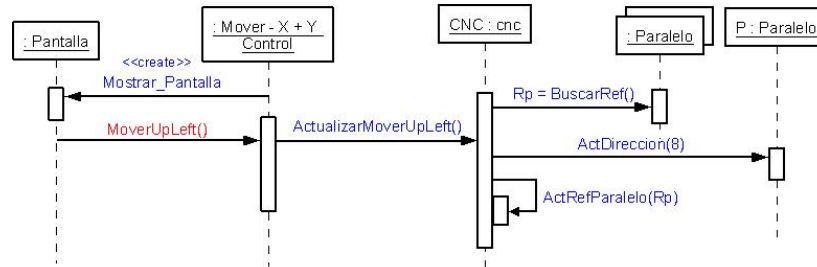 : Pantalla
: Mover - X + Y
Control
CNC : cnc
: Paralelo
P : Paralelo
<<create>>
Mostrar_Pantalla
Rp = BuscarRef()
MoverUpLeft()
ActualizarMoverUpLeft()
ActDireccion(8)
ActRefParalelo(Rp)